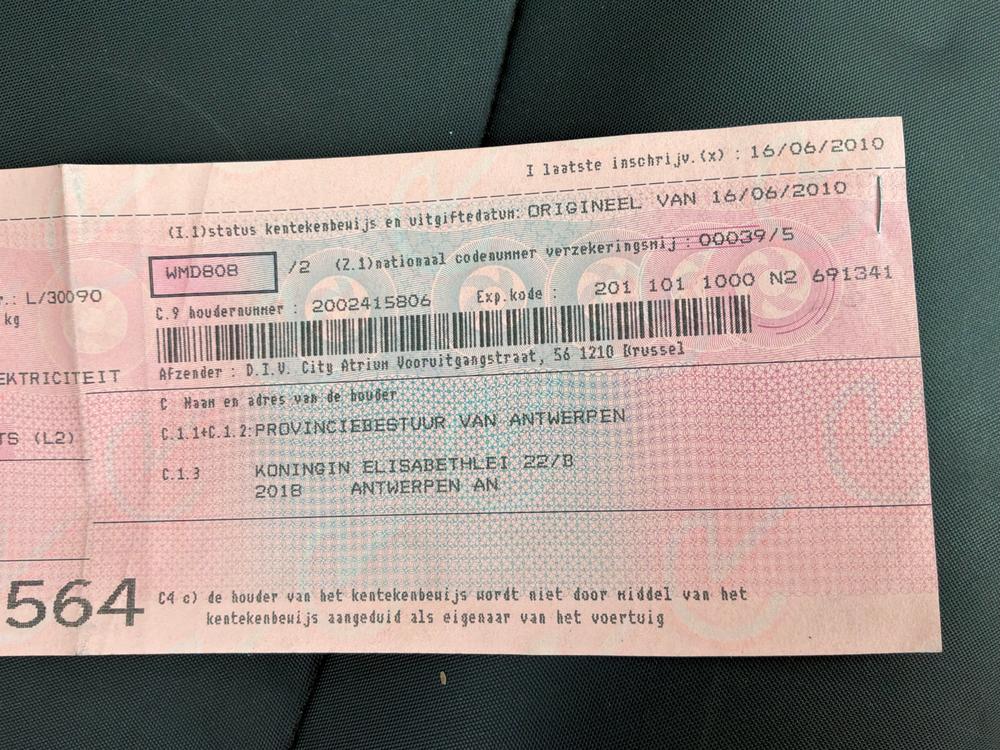 I laatste inschrijv.(x) : 16/06/2010
(I.1)status kentekenbewijs en uitgiftedatum: ORIGINEEL VAN 16/06/2010
WMD808 /2 (Z.1)nationaal codenummer verzekeringsmij : 00039/5
.: L/30090
C.9 houdernummer : 2002415806 Exp.kode : 201 101 1000 N2 691341
kg
Afzender : D.I.V. City Atrium Vooruitgangstraat, 56 1210 Brussel
EKTRICITEIT
C Naam en adres van de houder
C.1.1+C.1.2:PROVINCIEBESTUUR VAN ANTWERPEN
TS (L2)
C.1.3 KONINGIN ELISABETHLEI 22/B
2018 ANTWERPEN AN
564
C4 c) de houder van het kentekenbewijs wordt niet door middel van het
kentekenbewijs aangeduid als eigenaar van het voertuig